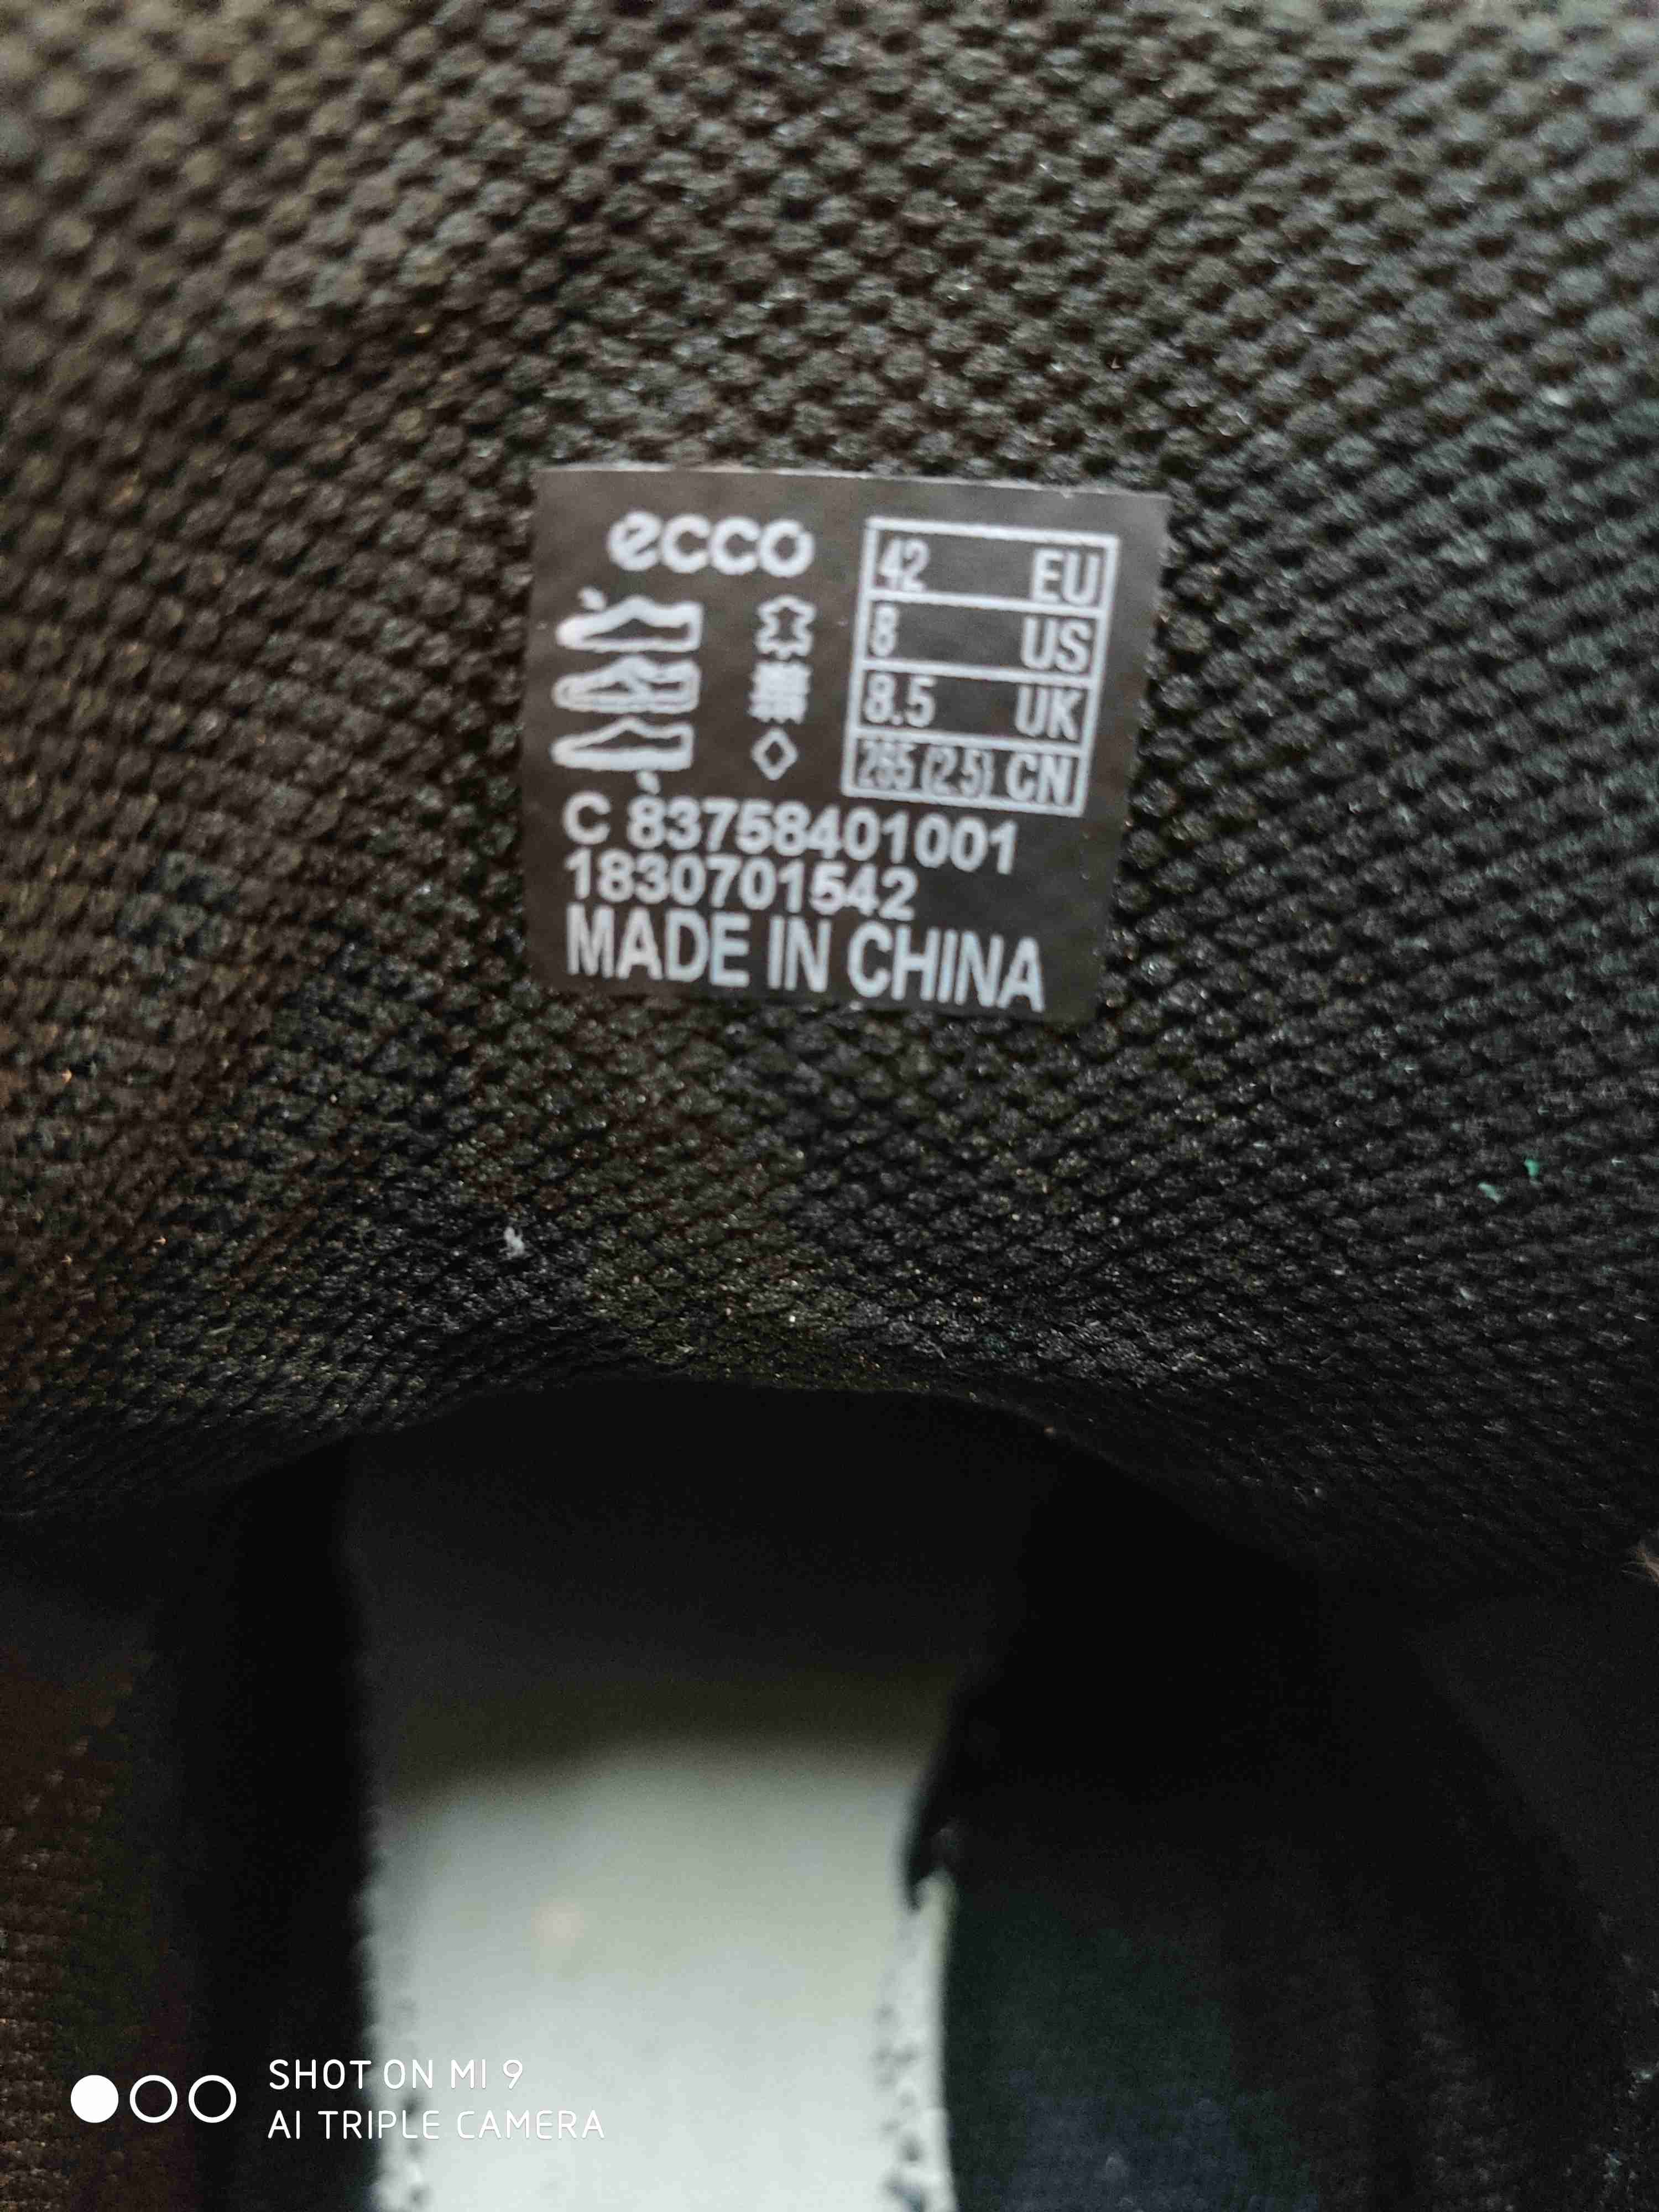 ecco
42 EU
8 US
8.5 UK
265 (2.5) CN
C 83758401001
1830701542
MADE IN CHINA
SHOT ON MI 9
AI TRIPLE CAMERA